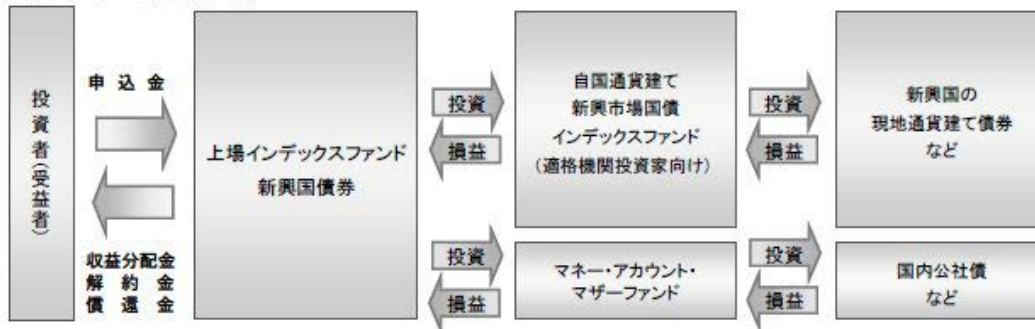 投資者(受益者)
申込金
収益分配金
解約金
償還金
上場インデックスファンド
新興国債券
投資
損益
自国通貨建て
新興市場国債
インデックスファンド
(適格機関投資家向け)
投資
損益
新興国の
現地通貨建て債券
など
投資
損益
マネー・アカウント・
マザーファンド
投資
損益
国内公社債
など